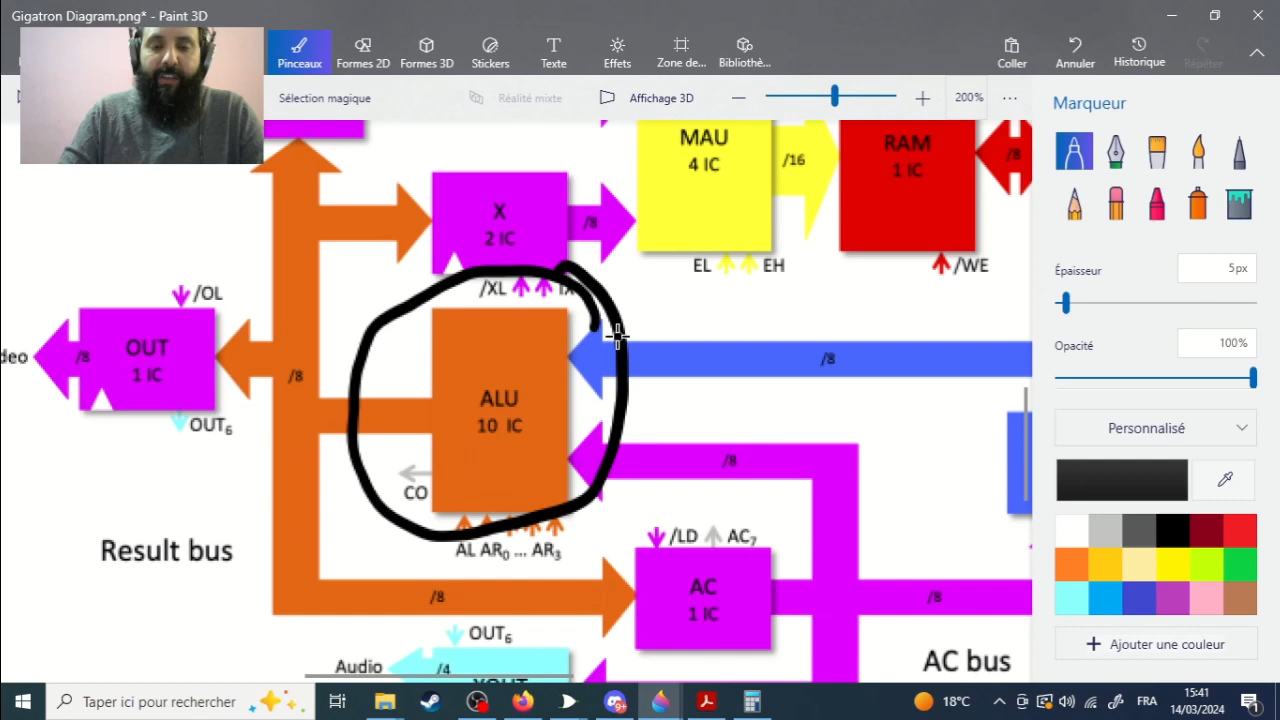 Gigatron Diagram.png* - Paint 3D
Pinceaux
Formes 2D
Formes 3D
Stickers
Texte
Effets
Zone de...
Bibliothè...
Coller
Annuler
Historique
Répéter
Sélection magique
Réalité mixte
Affichage 3D
200%
Marqueur
MAU
4 IC
/16
RAM
1 IC
/8
X
2 IC
/8
EL
EH
/WE
/XL
/OL
OUT
1 IC
deo
/8
/8
OUT6
ALU
10 IC
/8
/8
CO
AL AR0 ... AR3
Result bus
/LD
AC7
/8
AC
1 IC
/8
OUT6
Audio
/4
AC bus
Épaisseur
5px
Opacité
100%
Personnalisé
Ajouter une couleur
Taper ici pour rechercher
9+
18°C
FRA
15:41
14/03/2024
1